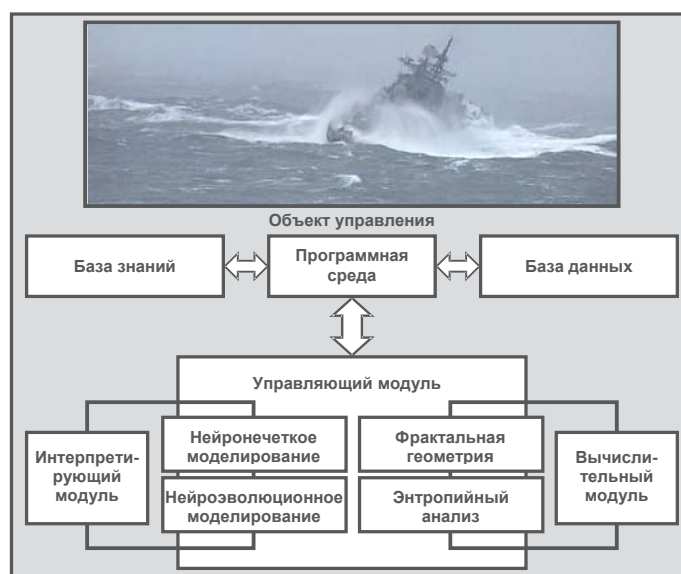 Объект управления
База знаний
Программная
среда
База данных
Управляющий модуль
Интерпрети-
рующий
модуль
Нейронечеткое
моделирование
Нейроэволюционное
моделирование
Фрактальная
геометрия
Энтропийный
анализ
Вычисли-
тельный
модуль